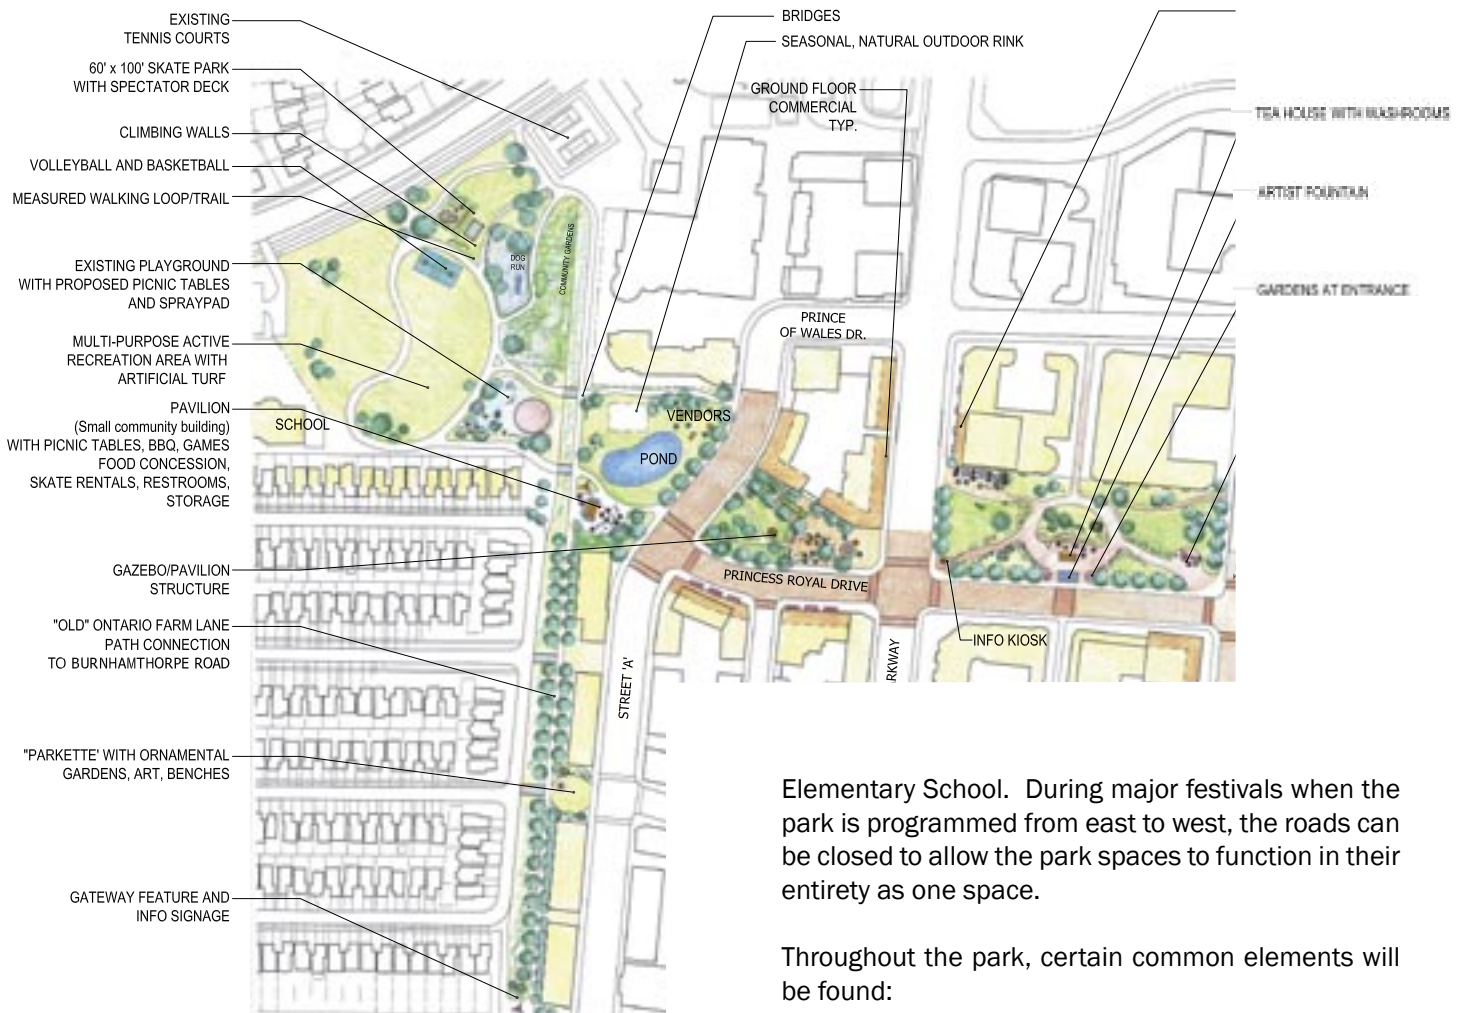 EXISTING
TENNIS COURTS
60' x 100' SKATE PARK
WITH SPECTATOR DECK
CLIMBING WALLS
VOLLEYBALL AND BASKETBALL
MEASURED WALKING LOOP/TRAIL
EXISTING PLAYGROUND
WITH PROPOSED PICNIC TABLES
AND SPRAYPAD
MULTI-PURPOSE ACTIVE
RECREATION AREA WITH
ARTIFICIAL TURF
PAVILION
(Small community building)
WITH PICNIC TABLES, BBQ, GAMES
FOOD CONCESSION,
SKATE RENTALS, RESTROOMS,
STORAGE
GAZEBO/PAVILION
STRUCTURE
"OLD" ONTARIO FARM LANE
PATH CONNECTION
TO BURNHAMTHORPE ROAD
"PARKETTE' WITH ORNAMENTAL
GARDENS, ART, BENCHES
GATEWAY FEATURE AND
INFO SIGNAGE
BRIDGES
SEASONAL, NATURAL OUTDOOR RINK
GROUND FLOOR
COMMERCIAL
TYP.
TEA HOUSE WITH WASHROOMS
ARTIST FOUNTAIN
GARDENS AT ENTRANCE
DOG
RUN
COMMUNITY GARDENS
PRINCE
OF WALES DR.
SCHOOL
VENDORS
POND
PRINCESS ROYAL DRIVE
INFO KIOSK
STREET 'A'
RKWAY
Elementary School. During major festivals when the
park is programmed from east to west, the roads can
be closed to allow the park spaces to function in their
entirety as one space.
Throughout the park, certain common elements will
be found: